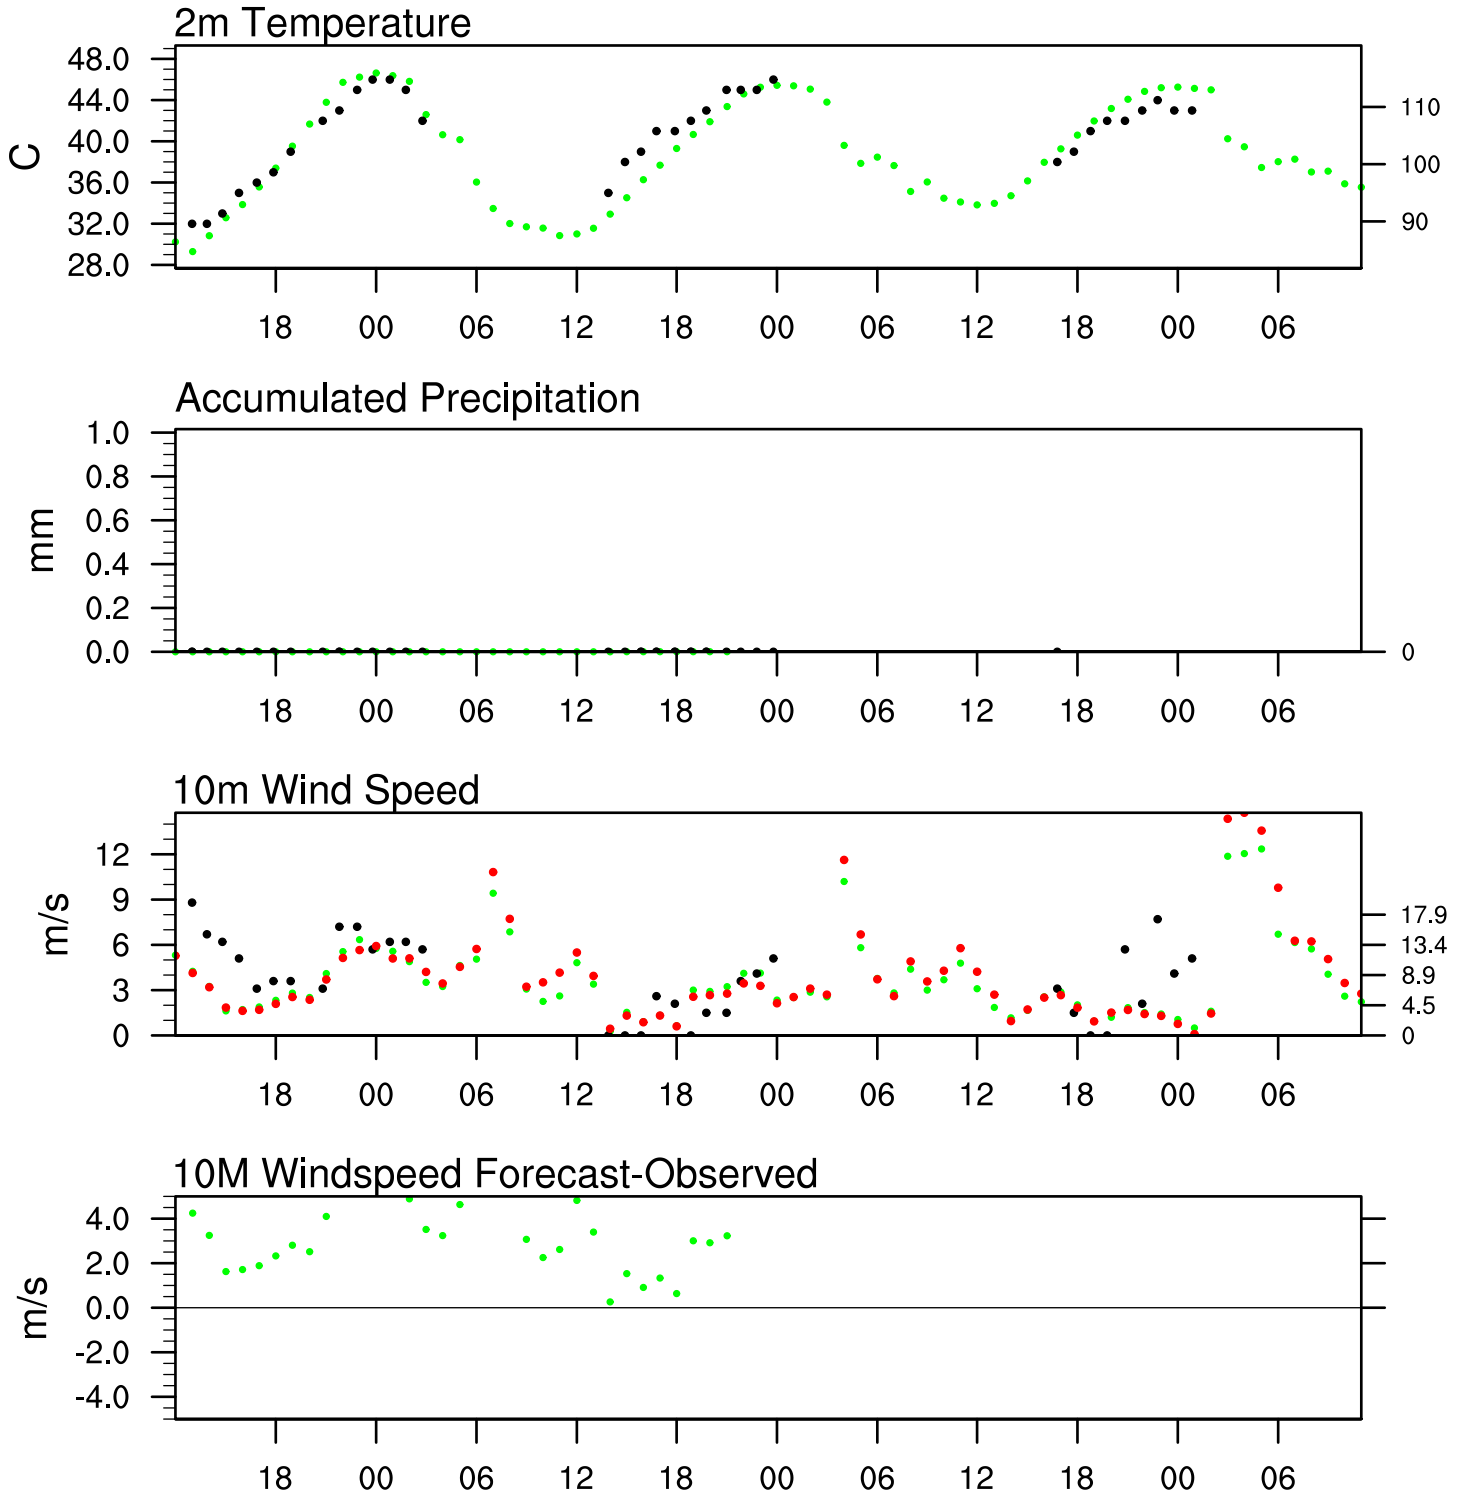 2m Temperature
48.0
44.0
40.0
36.0
32.0
28.0
C
110
100
90
18 00 06 12 18 00 06 12 18 00 06
Accumulated Precipitation
1.0
0.8
0.6
0.4
0.2
0.0
mm
0
18 00 06 12 18 00 06 12 18 00 06
10m Wind Speed
12
9
6
3
0
m/s
17.9
13.4
8.9
4.5
0
18 00 06 12 18 00 06 12 18 00 06
10M Windspeed Forecast-Observed
4.0
2.0
0.0
-2.0
-4.0
m/s
18 00 06 12 18 00 06 12 18 00 06